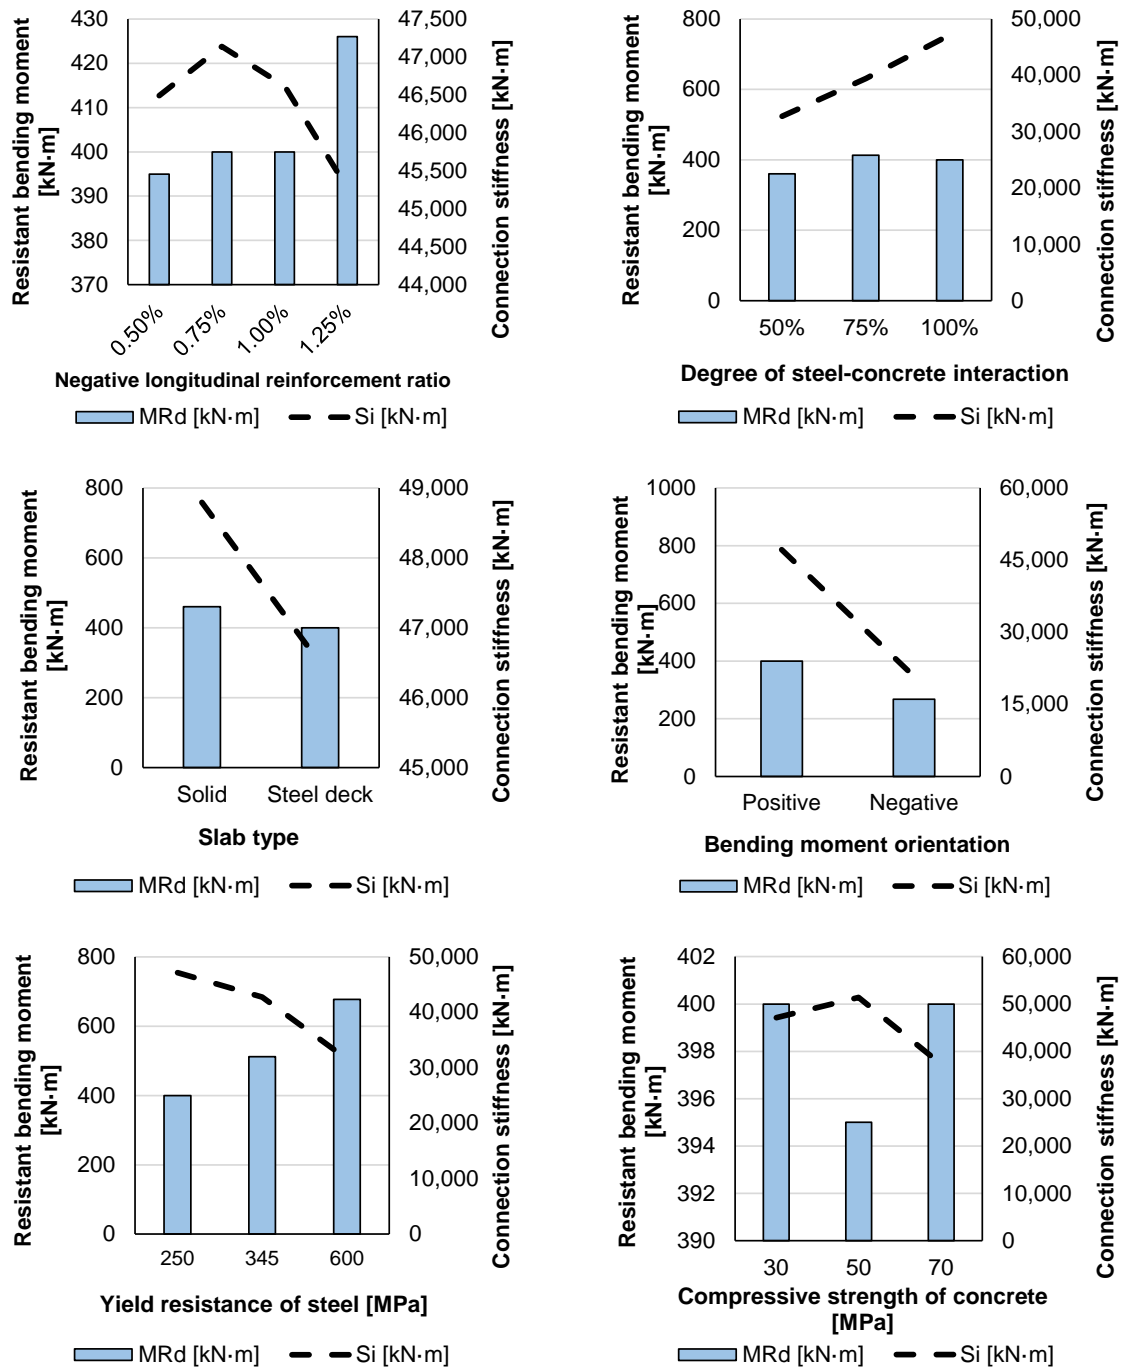 Resistant bending moment
[kN·m]
430
420
410
400
390
380
370
47,500
47,000
46,500
46,000
45,500
45,000
44,500
44,000
Connection stiffness [kN·m]
0.50%
0.75%
1.00%
1.25%
Negative longitudinal reinforcement ratio
MRd [kN·m] Si [kN·m]
Resistant bending moment
[kN·m]
800
600
400
200
0
50,000
40,000
30,000
20,000
10,000
0
Connection stiffness [kN·m]
50% 75% 100%
Degree of steel-concrete interaction
MRd [kN·m] Si [kN·m]
Resistant bending moment
[kN·m]
800
600
400
200
0
49,000
48,000
47,000
46,000
45,000
Connection stiffness [kN·m]
Solid Steel deck
Slab type
MRd [kN·m] Si [kN·m]
Resistant bending moment
[kN·m]
1000
800
600
400
200
0
60,000
45,000
30,000
15,000
0
Connection stiffness [kN·m]
Positive Negative
Bending moment orientation
MRd [kN·m] Si [kN·m]
Resistant bending moment
[kN·m]
800
600
400
200
0
50,000
40,000
30,000
20,000
10,000
0
Connection stiffness [kN·m]
250 345 600
Yield resistance of steel [MPa]
MRd [kN·m] Si [kN·m]
Resistant bending moment
[kN·m]
402
400
398
396
394
392
390
60,000
50,000
40,000
30,000
20,000
10,000
0
Connection stiffness [kN·m]
30 50 70
Compressive strength of concrete
[MPa]
MRd [kN·m] Si [kN·m]